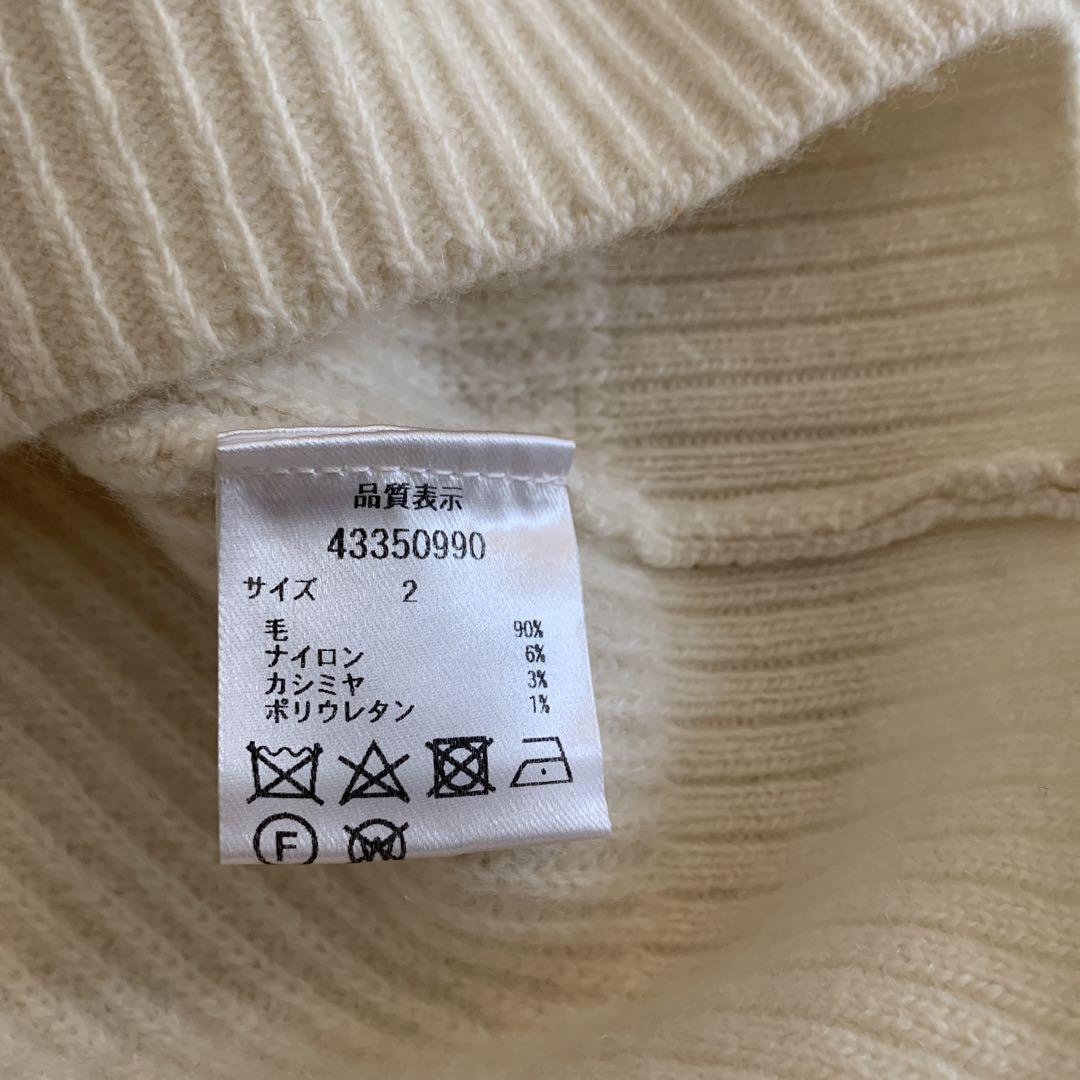 品質表示
43350990
サイズ 2
毛 90%
ナイロン 6%
カシミヤ 3%
ポリウレタン 1%
F W